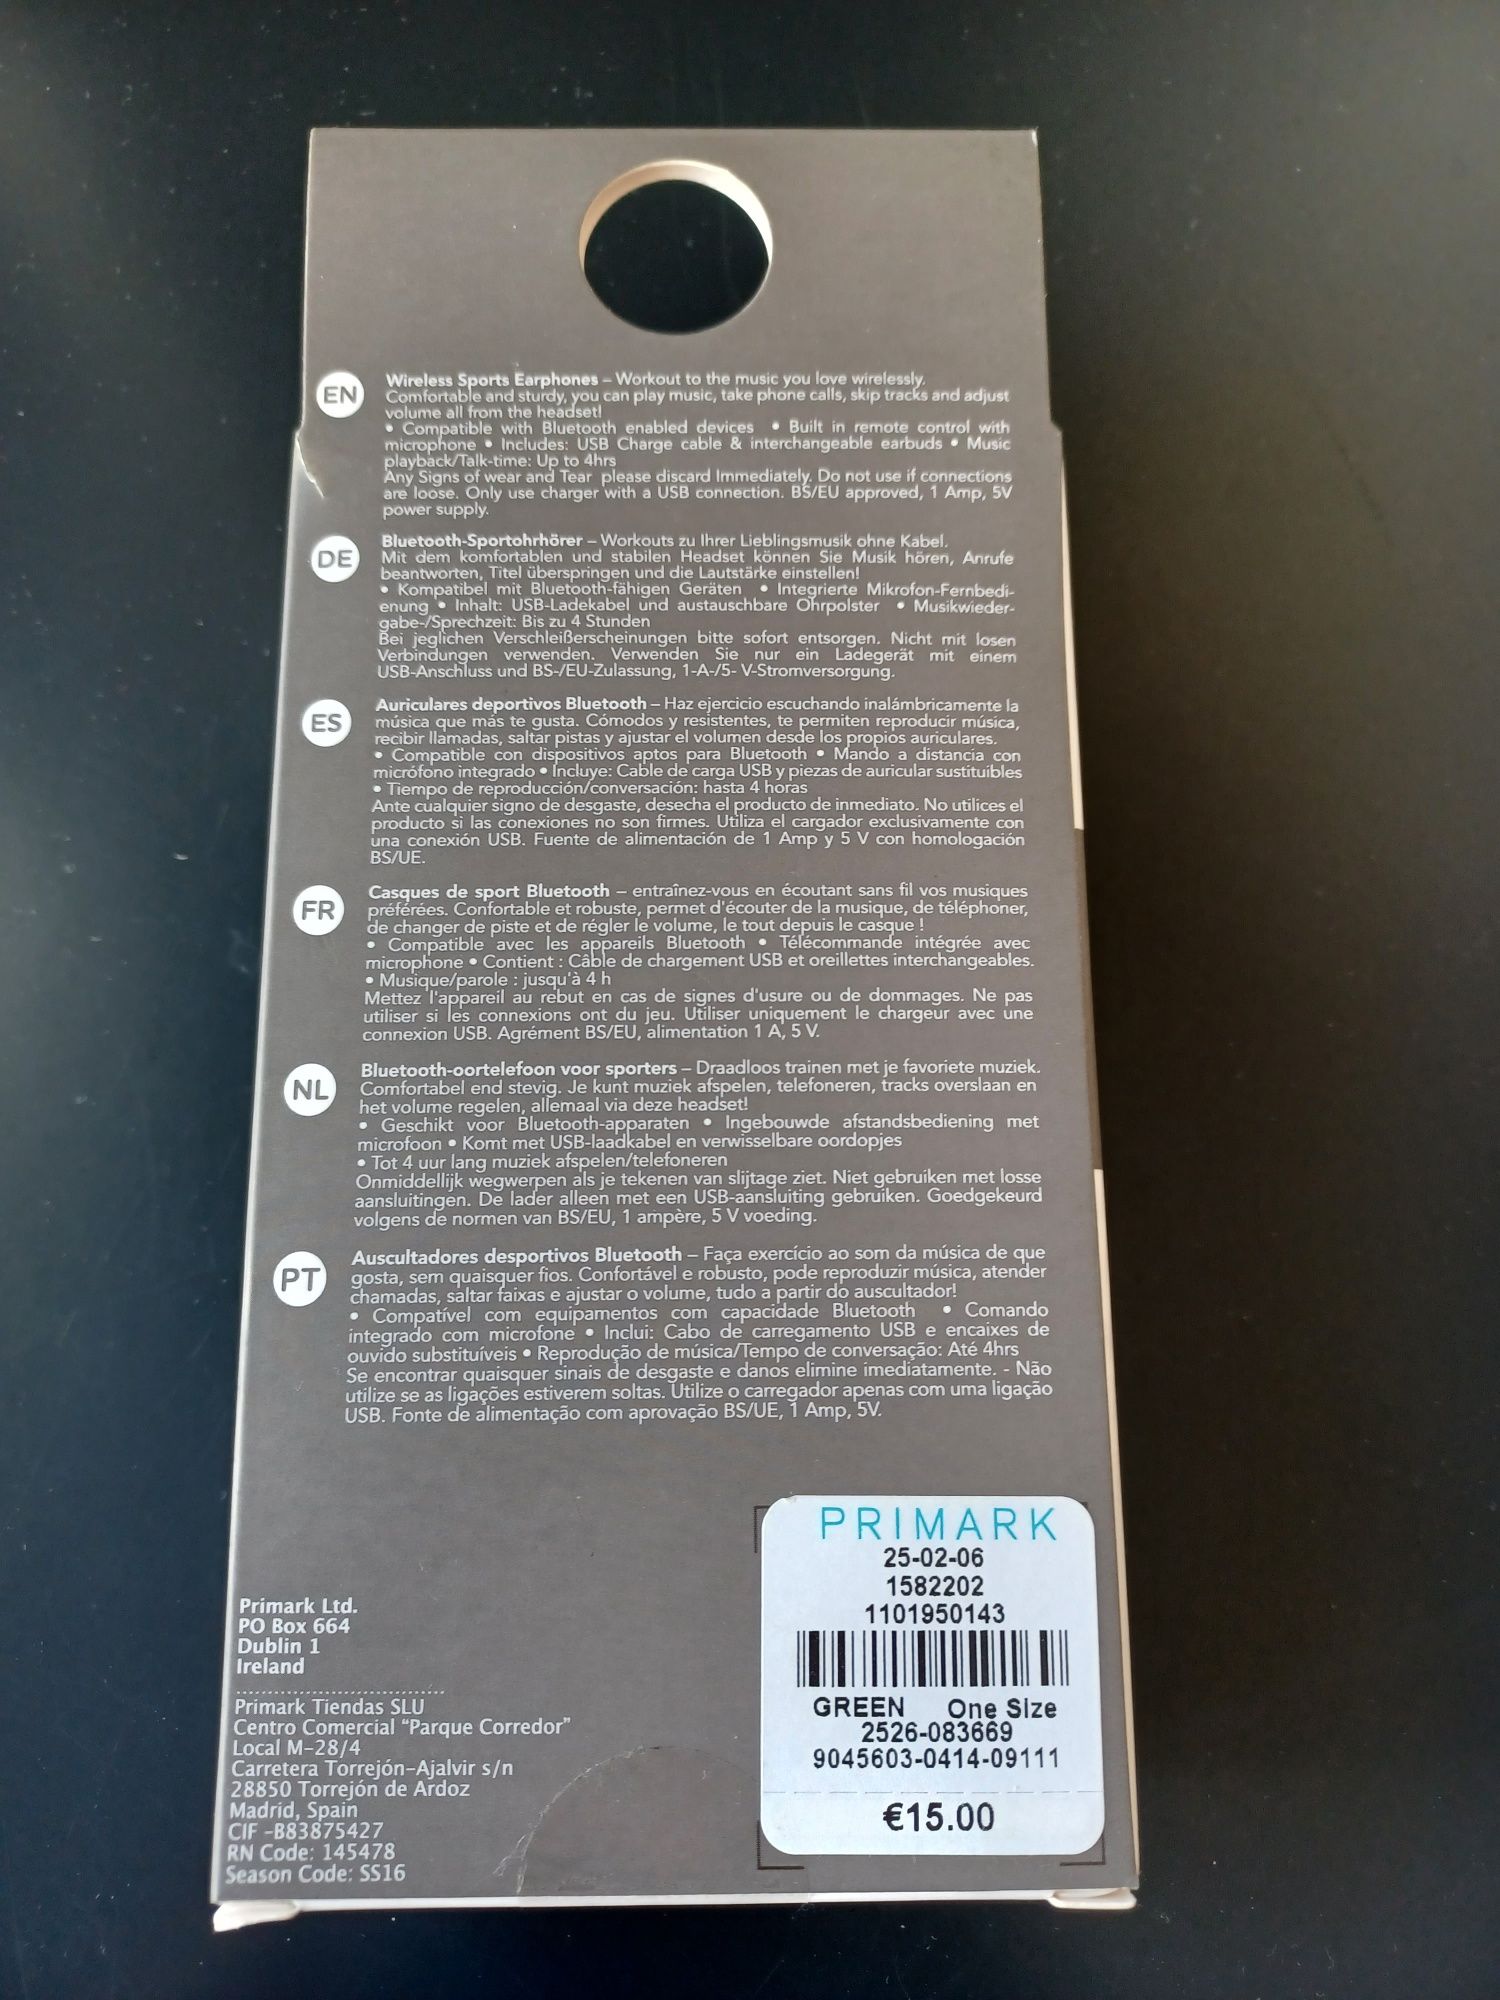 EN
Wireless Sports Earphones – Workout to the music you love wirelessly.
Comfortable and sturdy, you can play music, take phone calls, skip tracks and adjust
volume all from the headset!
• Compatible with Bluetooth enabled devices • Built in remote control with
microphone • Includes: USB Charge cable & interchangeable earbuds • Music
playback/Talk-time: Up to 4hrs
Any Signs of wear and Tear please discard Immediately. Do not use if connections
are loose. Only use charger with a USB connection. BS/EU approved, 1 Amp, 5V
power supply.
DE
Bluetooth-Sportohrhörer – Workouts zu Ihrer Lieblingsmusik ohne Kabel.
Mit dem komfortablen und stabilen Headset können Sie Musik hören, Anrufe
beantworten, Titel überspringen und die Lautstärke einstellen!
• Kompatibel mit Bluetooth-fähigen Geräten • Integrierte Mikrofon-Fernbedi-
enung • Inhalt: USB-Ladekabel und austauschbare Ohrpolster • Musikwieder-
gabe-/Sprechzeit: Bis zu 4 Stunden
Bei jeglichen Verschleißerscheinungen bitte sofort entsorgen. Nicht mit losen
Verbindungen verwenden. Verwenden Sie nur ein Ladegerät mit einem
USB-Anschluss und BS-/EU-Zulassung, 1-A-/5- V-Stromversorgung.
ES
Auriculares deportivos Bluetooth – Haz ejercicio escuchando inalámbricamente la
música que más te gusta. Cómodos y resistentes, te permiten reproducir música,
recibir llamadas, saltar pistas y ajustar el volumen desde los propios auriculares.
• Compatible con dispositivos aptos para Bluetooth • Mando a distancia con
micrófono integrado • Incluye: Cable de carga USB y piezas de auricular sustituibles
• Tiempo de reproducción/conversación: hasta 4 horas
Ante cualquier signo de desgaste, desecha el producto de inmediato. No utilices el
producto si las conexiones no son firmes. Utiliza el cargador exclusivamente con
una conexión USB. Fuente de alimentación de 1 Amp y 5 V con homologación
BS/UE.
FR
Casques de sport Bluetooth – entraînez-vous en écoutant sans fil vos musiques
préférées. Confortable et robuste, permet d'écouter de la musique, de téléphoner,
de changer de piste et de régler le volume, le tout depuis le casque !
• Compatible avec les appareils Bluetooth • Télécommande intégrée avec
microphone • Contient : Câble de chargement USB et oreillettes interchangeables.
• Musique/parole : jusqu'à 4 h
Mettez l'appareil au rebut en cas de signes d'usure ou de dommages. Ne pas
utiliser si les connexions ont du jeu. Utiliser uniquement le chargeur avec une
connexion USB. Agrément BS/EU, alimentation 1 A, 5 V.
NL
Bluetooth-oortelefoon voor sporters – Draadloos trainen met je favoriete muziek.
Comfortabel end stevig. Je kunt muziek afspelen, telefoneren, tracks overslaan en
het volume regelen, allemaal via deze headset!
• Geschikt voor Bluetooth-apparaten • Ingebouwde afstandsbediening met
microfoon • Komt met USB-laadkabel en verwisselbare oordopjes
• Tot 4 uur lang muziek afspelen/telefoneren
Onmiddellijk wegwerpen als je tekenen van slijtage ziet. Niet gebruiken met losse
aansluitingen. De lader alleen met een USB-aansluiting gebruiken. Goedgekeurd
volgens de normen van BS/EU, 1 ampère, 5 V voeding.
PT
Auscultadores desportivos Bluetooth – Faça exercício ao som da música de que
gosta, sem quaisquer fios. Confortável e robusto, pode reproduzir música, atender
chamadas, saltar faixas e ajustar o volume, tudo a partir do auscultador!
• Compatível com equipamentos com capacidade Bluetooth • Comando
integrado com microfone • Inclui: Cabo de carregamento USB e encaixes de
ouvido substituíveis • Reprodução de música/Tempo de conversação: Até 4hrs
Se encontrar quaisquer sinais de desgaste e danos elimine imediatamente. - Não
utilize se as ligações estiverem soltas. Utilize o carregador apenas com uma ligação
USB. Fonte de alimentação com aprovação BS/UE, 1 Amp, 5V.
Primark Ltd.
PO Box 664
Dublin 1
Ireland
Primark Tiendas SLU
Centro Comercial “Parque Corredor”
Local M-28/4
Carretera Torrejón-Ajalvir s/n
28850 Torrejón de Ardoz
Madrid, Spain
CIF -B83875427
RN Code: 145478
Season Code: SS16
PRIMARK
25-02-06
1582202
1101950143
GREEN One Size
2526-083669
9045603-0414-09111
€15.00